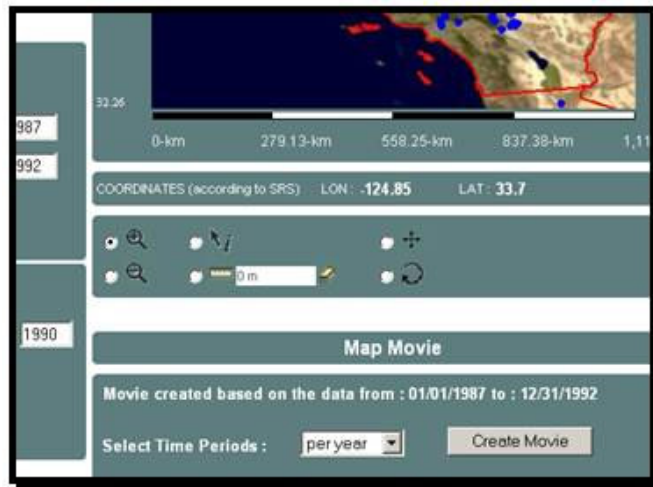 32.26
0-km 279.13-km 558.25-km 837.38-km 1,11
987
992
COORDINATES (according to SRS) LON : -124.85 LAT : 33.7
0 m
1990
Map Movie
Movie created based on the data from : 01/01/1987 to : 12/31/1992
Select Time Periods : per year Create Movie